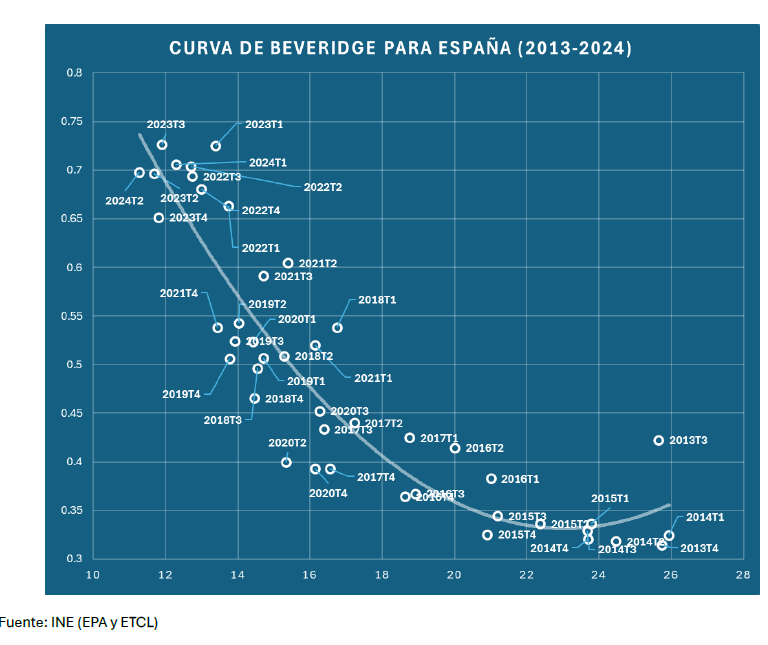 CURVA DE BEVERIDGE PARA ESPAÑA (2013-2024)
0.8
0.75
2023T3
2023T1
0.7
2024T1
2022T3
2022T2
2024T2
2023T2
2022T4
0.65
2023T4
2022T1
0.6
2021T2
2021T3
2021T4
2019T2
2018T1
0.55
2020T1
2019T3
0.5
2018T2
2019T4
2019T1
2021T1
2018T3
2018T4
0.45
2020T3
2017T2
2017T3
2017T1
2013T3
2020T2
2016T2
0.4
2017T4
2016T1
2020T4
2016T3
2016T4
0.35
2015T3
2015T2
2015T1
2014T1
2015T4
2014T4
2014T3
2014T2
2013T4
0.3
10 12 14 16 18 20 22 24 26 28
Fuente: INE (EPA y ETCL)